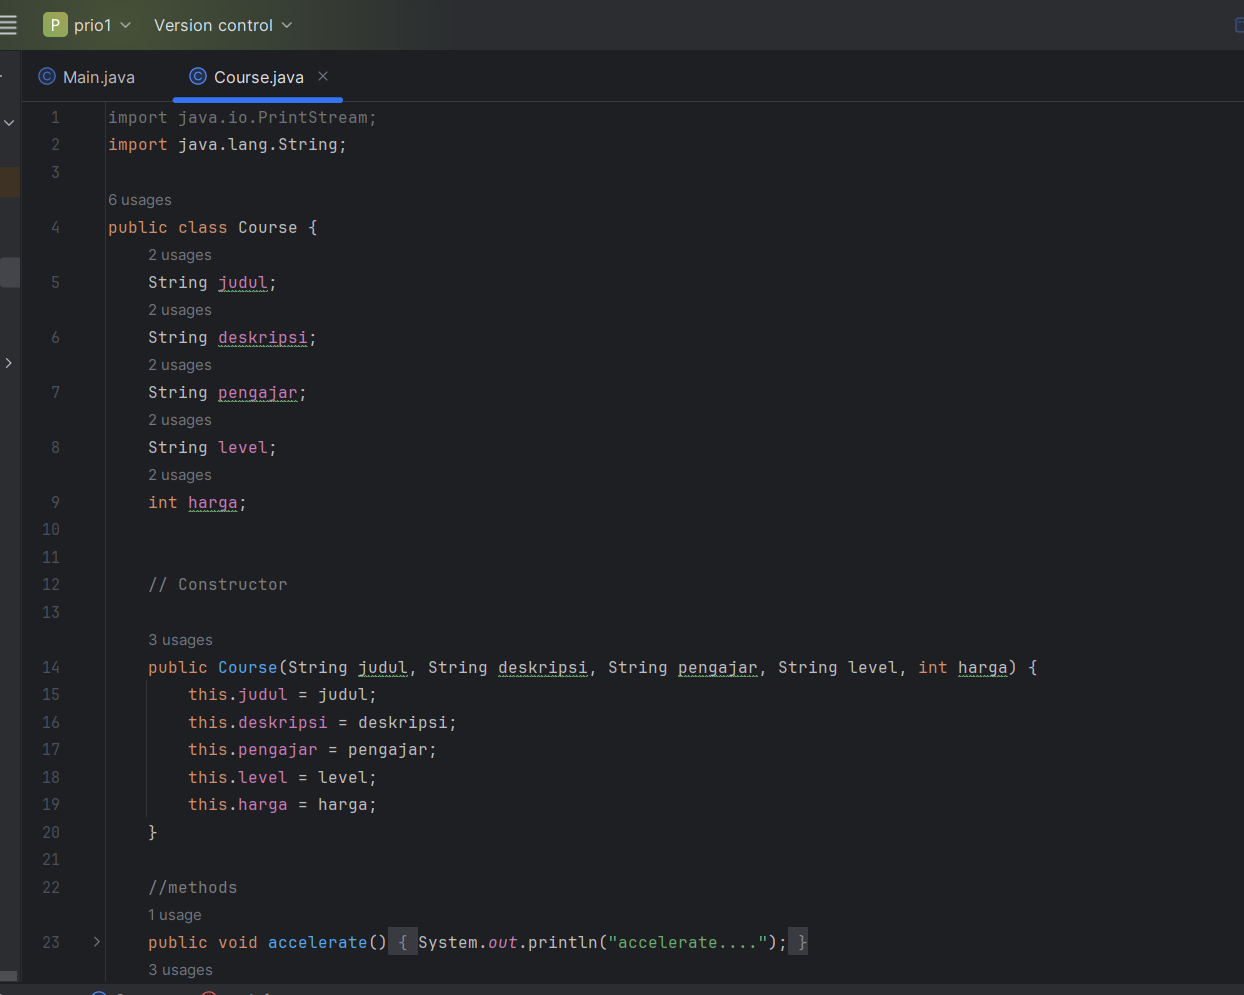 P prio1 Version control
Main.java Course.java
1 import java.io.PrintStream;
2 import java.lang.String;
3
6 usages
4 public class Course {
2 usages
5 String judul;
2 usages
6 String deskripsi;
2 usages
7 String pengajar;
2 usages
8 String level;
2 usages
9 int harga;
10
11
12 // Constructor
13
3 usages
14 public Course(String judul, String deskripsi, String pengajar, String level, int harga) {
15 this.judul = judul;
16 this.deskripsi = deskripsi;
17 this.pengajar = pengajar;
18 this.level = level;
19 this.harga = harga;
20 }
21
22 //methods
1 usage
23 public void accelerate() { System.out.println("accelerate...."); }
3 usages